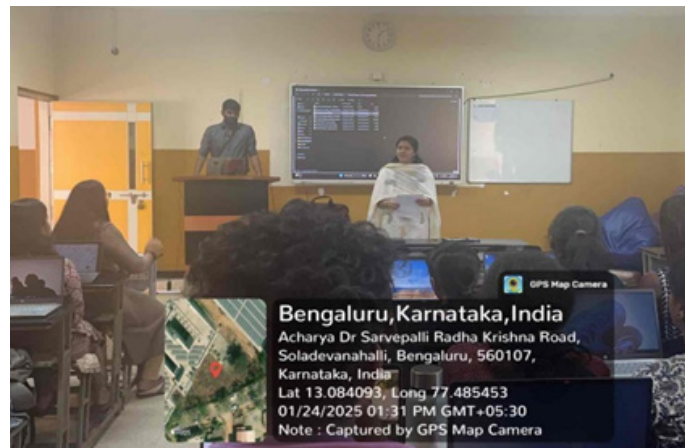 GPS Map Camera
Bengaluru,Karnataka,India
Acharya Dr Sarvepalli Radha Krishna Road,
Soladevanahalli, Bengaluru, 560107,
Karnataka, India
Lat 13.084093, Long 77.485453
01/24/2025 01:31 PM GMT+05:30
Note : Captured by GPS Map Camera